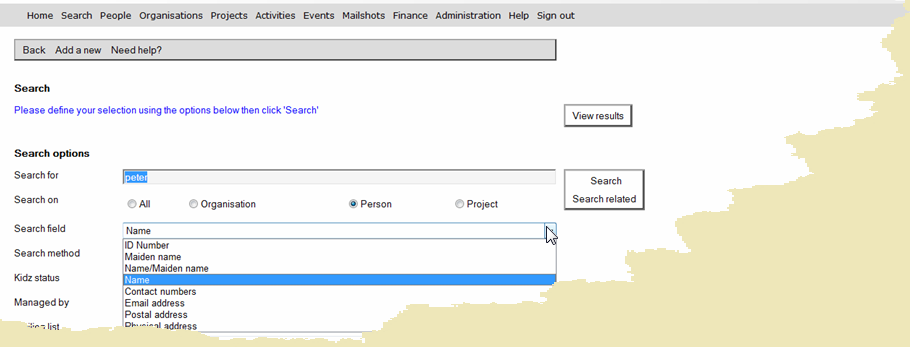 Home Search People Organisations Projects Activities Events Mailshots Finance Administration Help Sign out
Back Add a new Need help?
Search
Please define your selection using the options below then click 'Search'
View results
Search options
Search for peter
Search
Search related
Search on All Organisation Person Project
Search field Name
ID Number
Search method
Maiden name
Name/Maiden name
Kidz status
Name
Contact numbers
Managed by
Email address
Postal address
Physical address
list